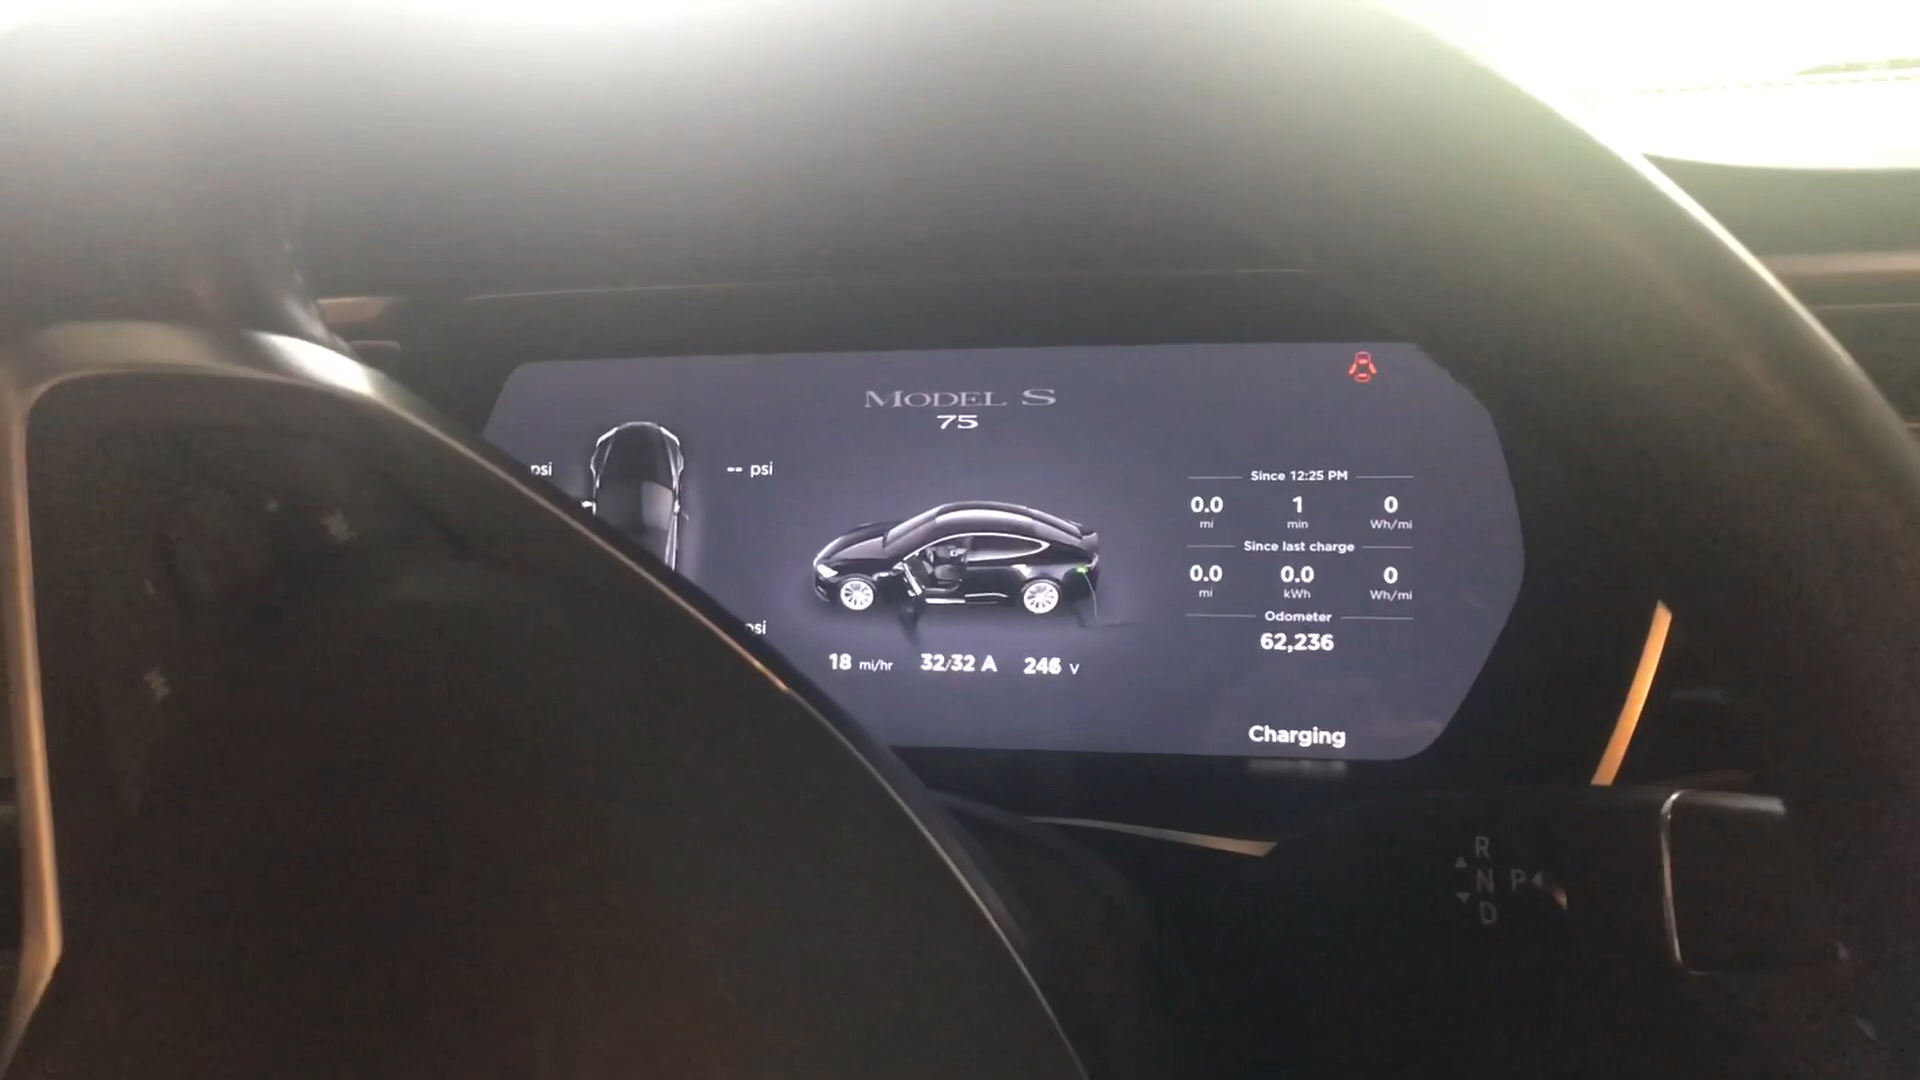 MODEL S
75
psi
-- psi
Since 12:25 PM
0.0 1 0
mi min Wh/mi
Since last charge
0.0 0.0 0
mi kWh Wh/mi
Odometer
62,236
psi
18 mi/hr 32/32 A 246 V
Charging
R
N P
D